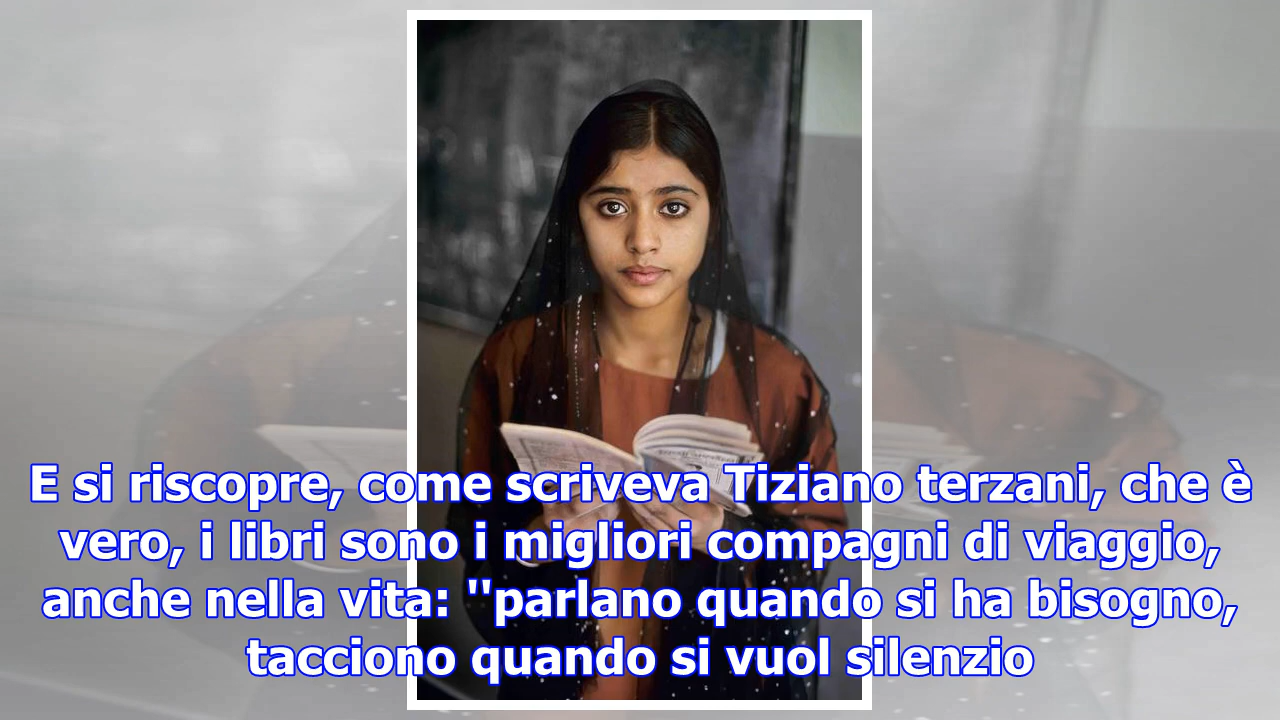 E si riscopre, come scriveva Tiziano terzani, che è
vero, i libri sono i migliori compagni di viaggio,
anche nella vita: "parlano quando si ha bisogno,
tacciono quando si vuol silenzio